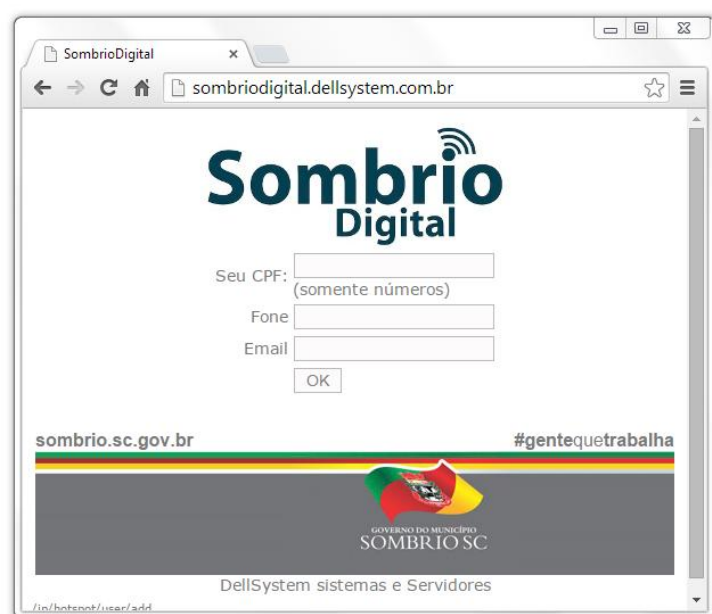 SombrioDigital
sombriodigital.dellsystem.com.br
Sombrio
Digital
Seu CPF:
(somente números)
Fone
Email
OK
sombrio.sc.gov.br #gentequetrabalha
GOVERNO DO MUNICÍPIO
SOMBRIO SC
DellSystem sistemas e Servidores
/ip/hotspot/user/add